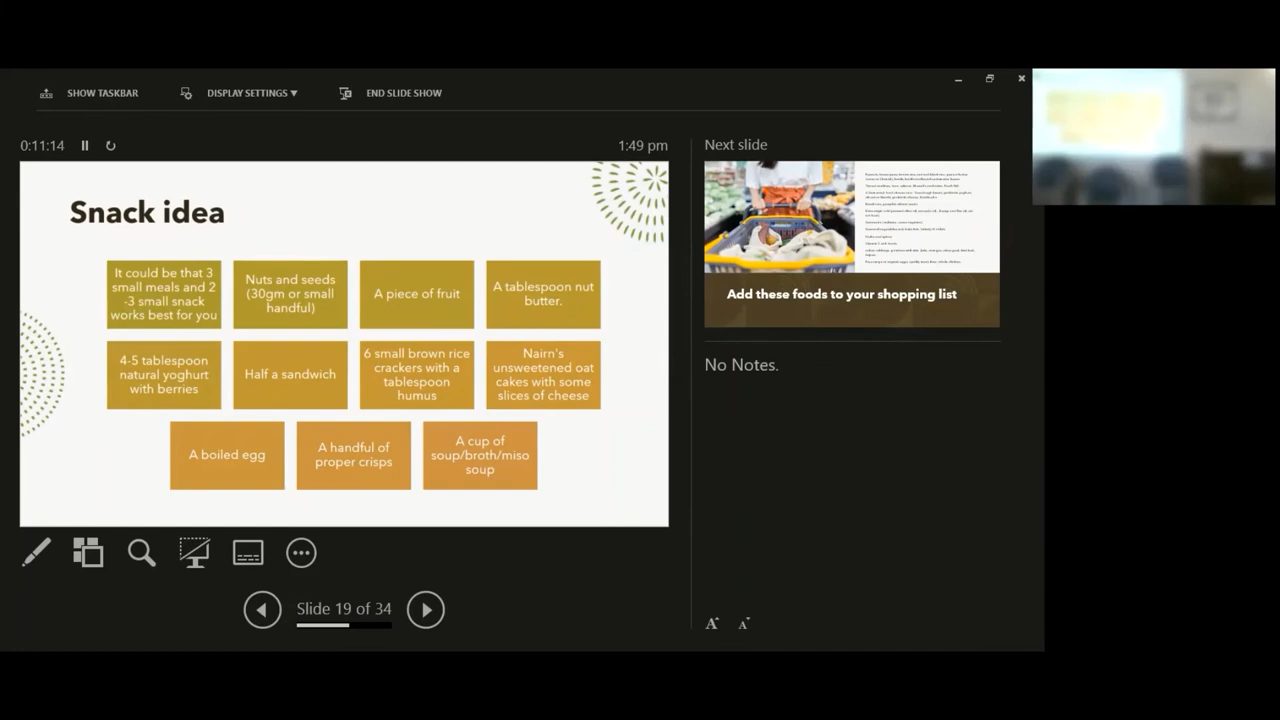 SHOW TASKBAR
DISPLAY SETTINGS ▼
END SLIDE SHOW
0:11:14
1:49 pm
Snack idea
It could be that 3
small meals and 2
-3 small snack
works best for you
Nuts and seeds
(30gm or small
handful)
A piece of fruit
A tablespoon nut
butter.
4-5 tablespoon
natural yoghurt
with berries
Half a sandwich
6 small brown rice
crackers with a
tablespoon
humus
Nairn's
unsweetened oat
cakes with some
slices of cheese
A boiled egg
A handful of
proper crisps
A cup of
soup/broth/miso
soup
Slide 19 of 34
Next slide
Add these foods to your shopping list
No Notes.
A A